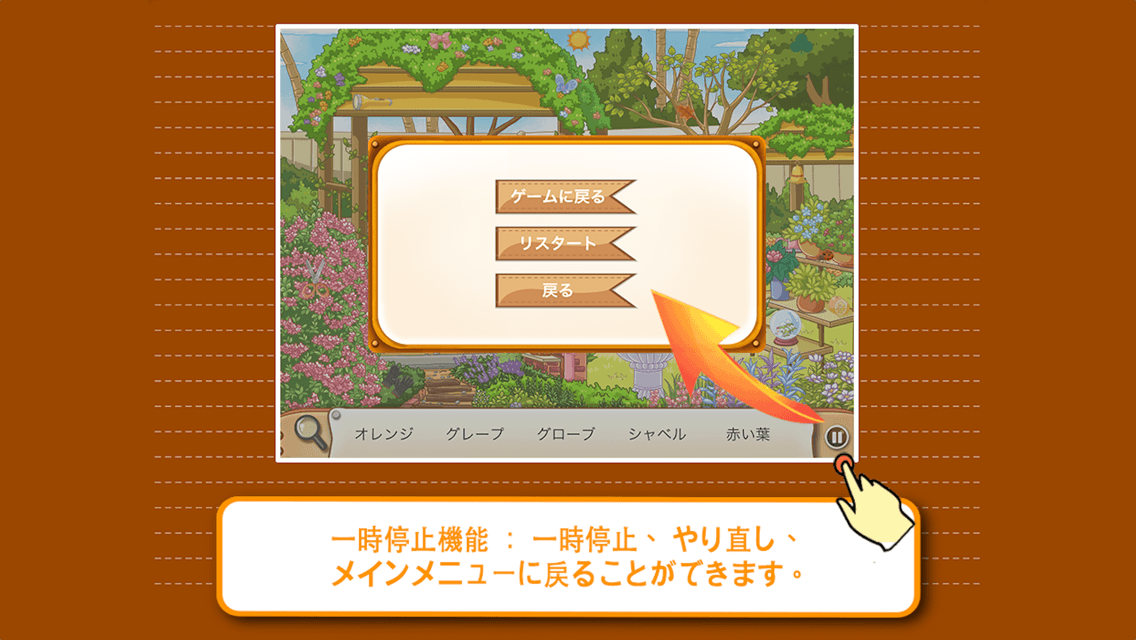 ゲームに戻る
リスタート
戻る
オレンジ グレープ グローブ シャベル 赤い葉
一時停止機能 : 一時停止、やり直し、
メインメニューに戻ることができます。